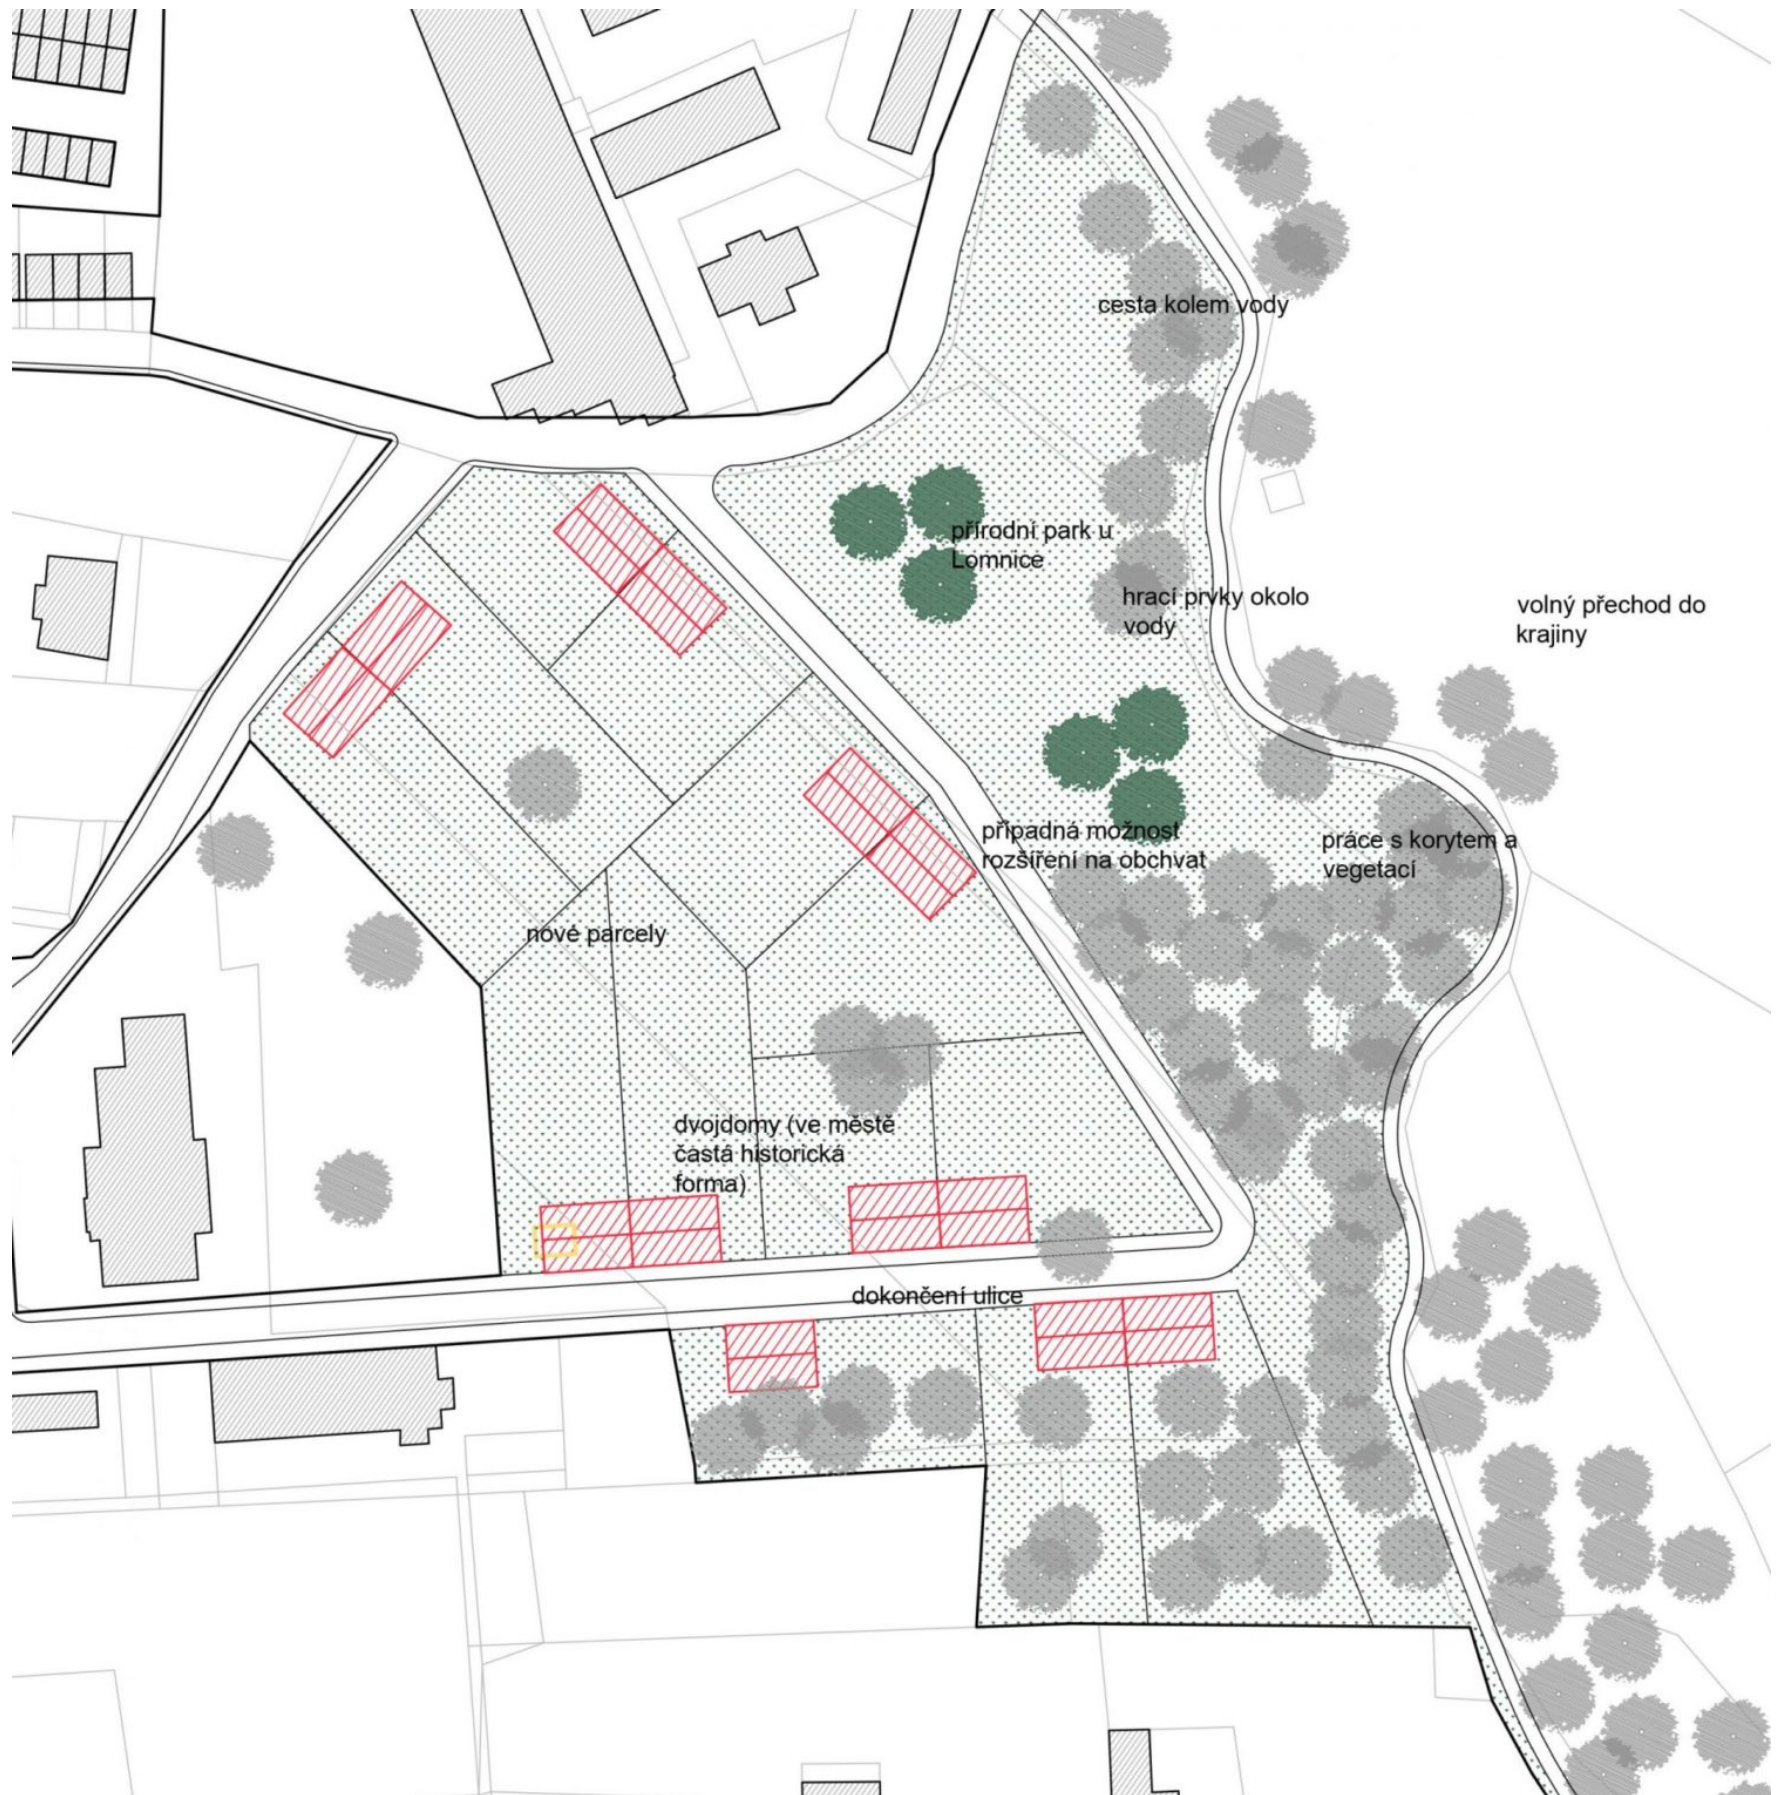 cesta kolem vody
přírodní park u
Lomnice
hrací prvky okolo
vody
volný přechod do
krajiny
případná možnost
rozšíření na obchvat
práce s korytem a
vegetací
nové parcely
dvojdomy (ve městě
častá historická
forma)
dokončení ulice